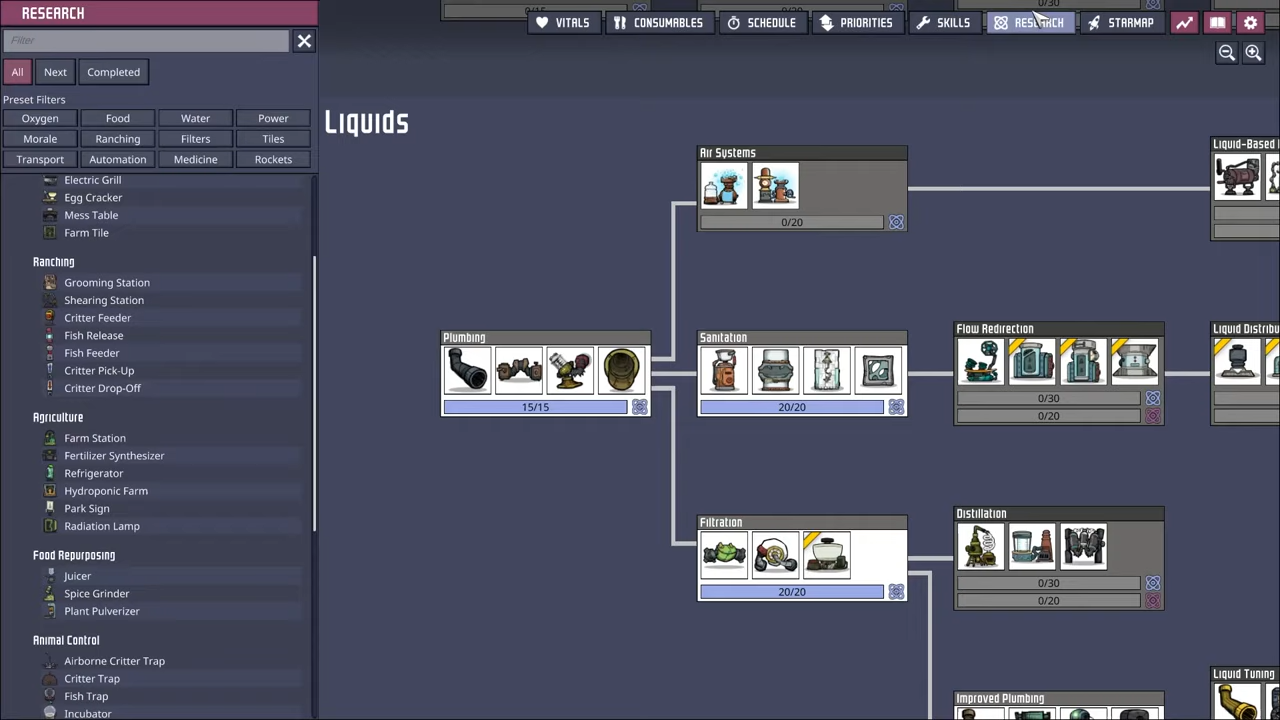 RESEARCH
Filter
All
Next
Completed
Preset Filters
Oxygen
Food
Water
Power
Morale
Ranching
Filters
Tiles
Transport
Automation
Medicine
Rockets
Electric Grill
Egg Cracker
Mess Table
Farm Tile
Ranching
Grooming Station
Shearing Station
Critter Feeder
Fish Release
Fish Feeder
Critter Pick-Up
Critter Drop-Off
Agriculture
Farm Station
Fertilizer Synthesizer
Refrigerator
Hydroponic Farm
Park Sign
Radiation Lamp
Food Repurposing
Juicer
Spice Grinder
Plant Pulverizer
Animal Control
Airborne Critter Trap
Critter Trap
Fish Trap
Incubator
0/30
VITALS
CONSUMABLES
SCHEDULE
PRIORITIES
SKILLS
RESEARCH
STARMAP
Liquids
Air Systems
0/20
Liquid-Based
Plumbing
15/15
Sanitation
20/20
Flow Redirection
0/30
0/20
Filtration
20/20
Distillation
0/30
0/20
Liquid Tuning
Improved Plumbing